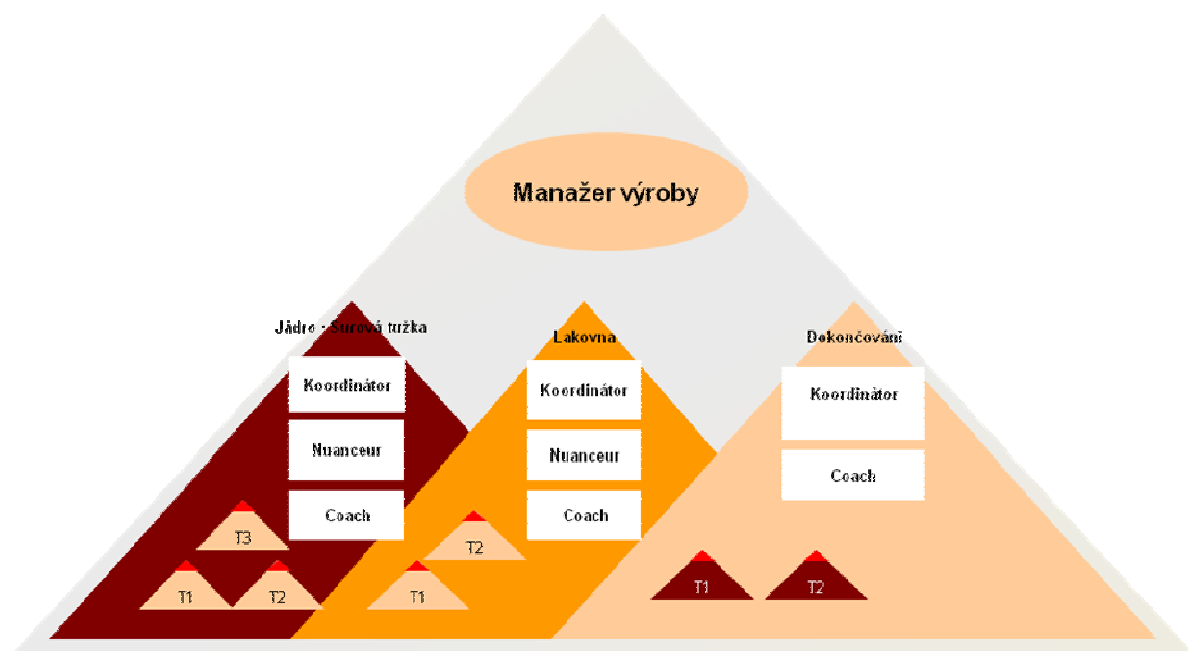 Manažer výroby
Jádro - Surová tužka
Koordinátor
Nuanceur
Coach
T3
T1
T2
Lakovna
Koordinátor
Nuanceur
Coach
T2
T1
Dokončování
Koordinátor
Coach
T1
T2